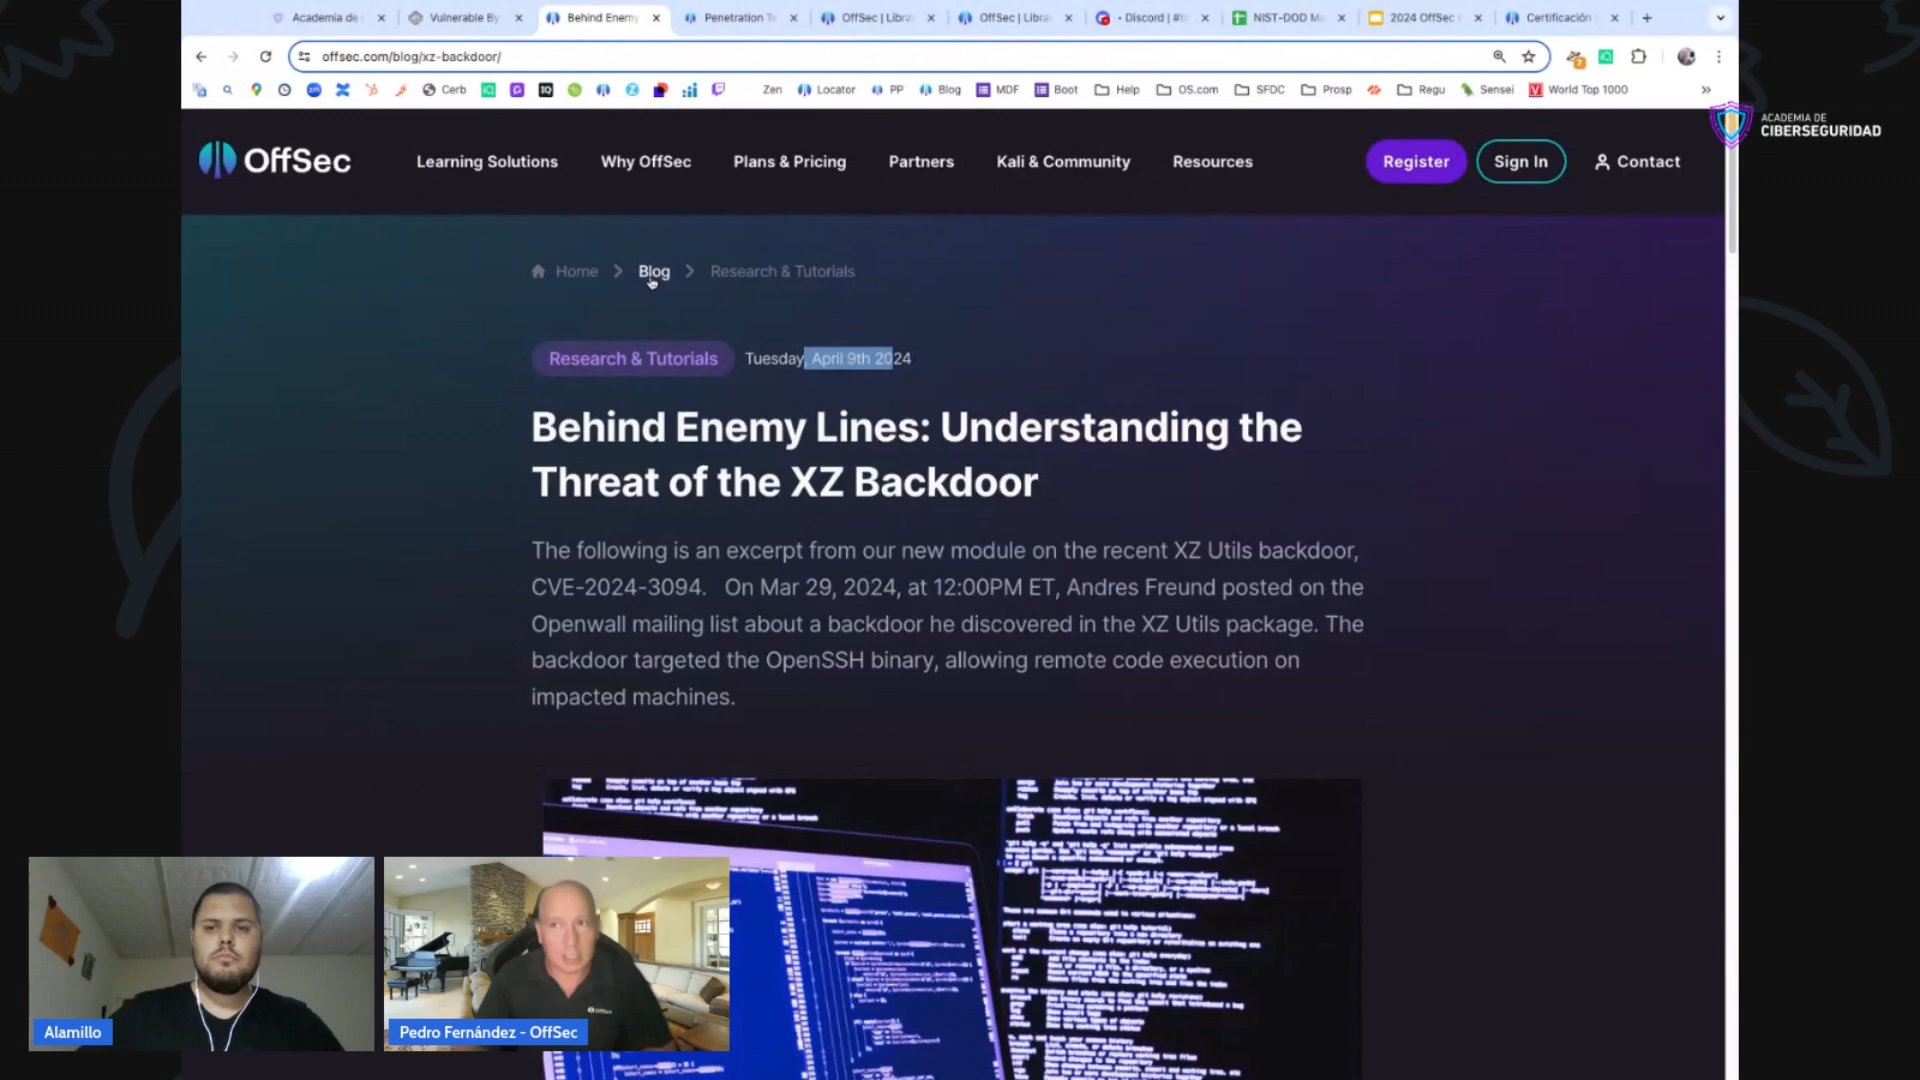 Academia de
Vulnerable By
Behind Enemy
Penetration Te
OffSec | Libra
OffSec | Libra
• Discord | #t
NIST-DOD Ma
2024 OffSec
Certificación
offsec.com/blog/xz-backdoor/
Cerb
Zen
Locator
PP
Blog
MDF
Boot
Help
OS.com
SFDC
Prosp
Regu
Sensei
World Top 1000
ACADEMIA DE
CIBERSEGURIDAD
OffSec
Learning Solutions
Why OffSec
Plans & Pricing
Partners
Kali & Community
Resources
Register
Sign In
Contact
Home > Blog > Research & Tutorials
Research & Tutorials
Tuesday, April 9th 2024
Behind Enemy Lines: Understanding the
Threat of the XZ Backdoor
The following is an excerpt from our new module on the recent XZ Utils backdoor,
CVE-2024-3094. On Mar 29, 2024, at 12:00PM ET, Andres Freund posted on the
Openwall mailing list about a backdoor he discovered in the XZ Utils package. The
backdoor targeted the OpenSSH binary, allowing remote code execution on
impacted machines.
Alamillo
Pedro Fernández - OffSec